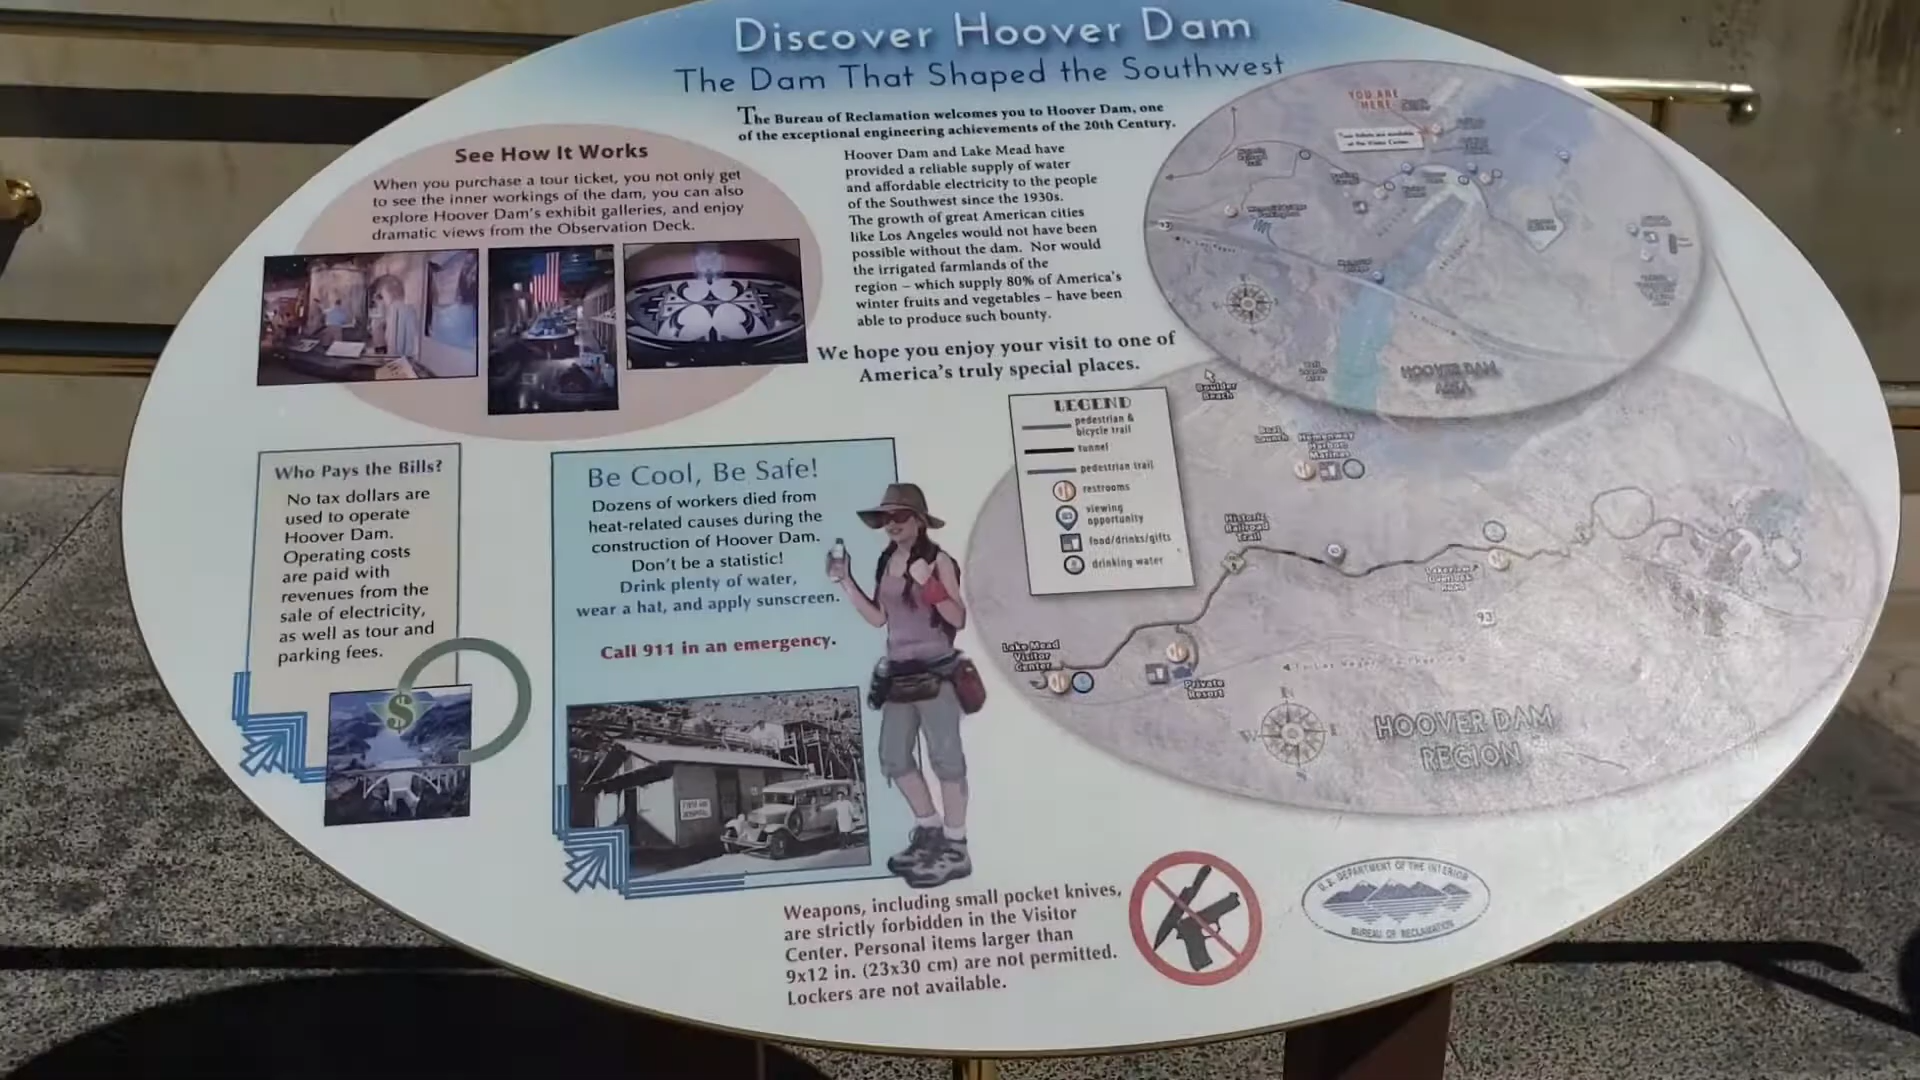 Discover Hoover Dam
The Dam That Shaped the Southwest
The Bureau of Reclamation welcomes you to Hoover Dam, one
of the exceptional engineering achievements of the 20th Century.
Hoover Dam and Lake Mead have
provided a reliable supply of water
and affordable electricity to the people
of the Southwest since the 1930s.
The growth of great American cities
like Los Angeles would not have been
possible without the dam. Nor would
the irrigated farmlands of the
region – which supply 80% of America's
winter fruits and vegetables – have been
able to produce such bounty.
We hope you enjoy your visit to one of
America's truly special places.
See How It Works
When you purchase a tour ticket, you not only get
to see the inner workings of the dam, you can also
explore Hoover Dam's exhibit galleries, and enjoy
dramatic views from the Observation Deck.
Who Pays the Bills?
No tax dollars are
used to operate
Hoover Dam.
Operating costs
are paid with
revenues from the
sale of electricity,
as well as tour and
parking fees.
$
Be Cool, Be Safe!
Dozens of workers died from
heat-related causes during the
construction of Hoover Dam.
Don't be a statistic!
Drink plenty of water,
wear a hat, and apply sunscreen.
Call 911 in an emergency.
FIRST AID
HOSPITAL
Weapons, including small pocket knives,
are strictly forbidden in the Visitor
Center. Personal items larger than
9x12 in. (23x30 cm) are not permitted.
Lockers are not available.
U.S. DEPARTMENT OF THE INTERIOR
BUREAU OF RECLAMATION
YOU ARE
HERE
HOOVER DAM
AREA
93
LEGEND
pedestrian &
bicycle trail
tunnel
pedestrian trail
restrooms
viewing
opportunity
food/drinks/gifts
drinking water
Boulder
Beach
Boat
Launch
Hemenway
Harbor
Marinas
Historic
Railroad
Trail
93
Lake Mead
Visitor
Center
Private
Resort
N
W
E
S
HOOVER DAM
REGION